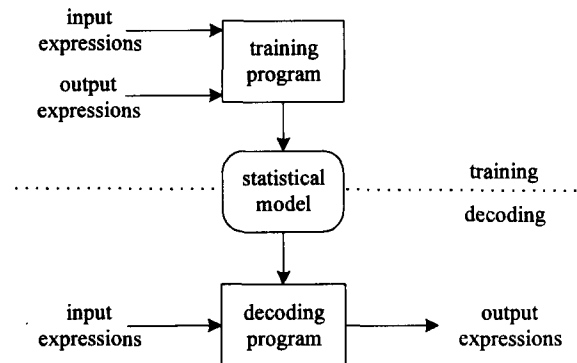 input
expressions
training
program
output
expressions
statistical
model
training
decoding
input
expressions
decoding
program
output
expressions